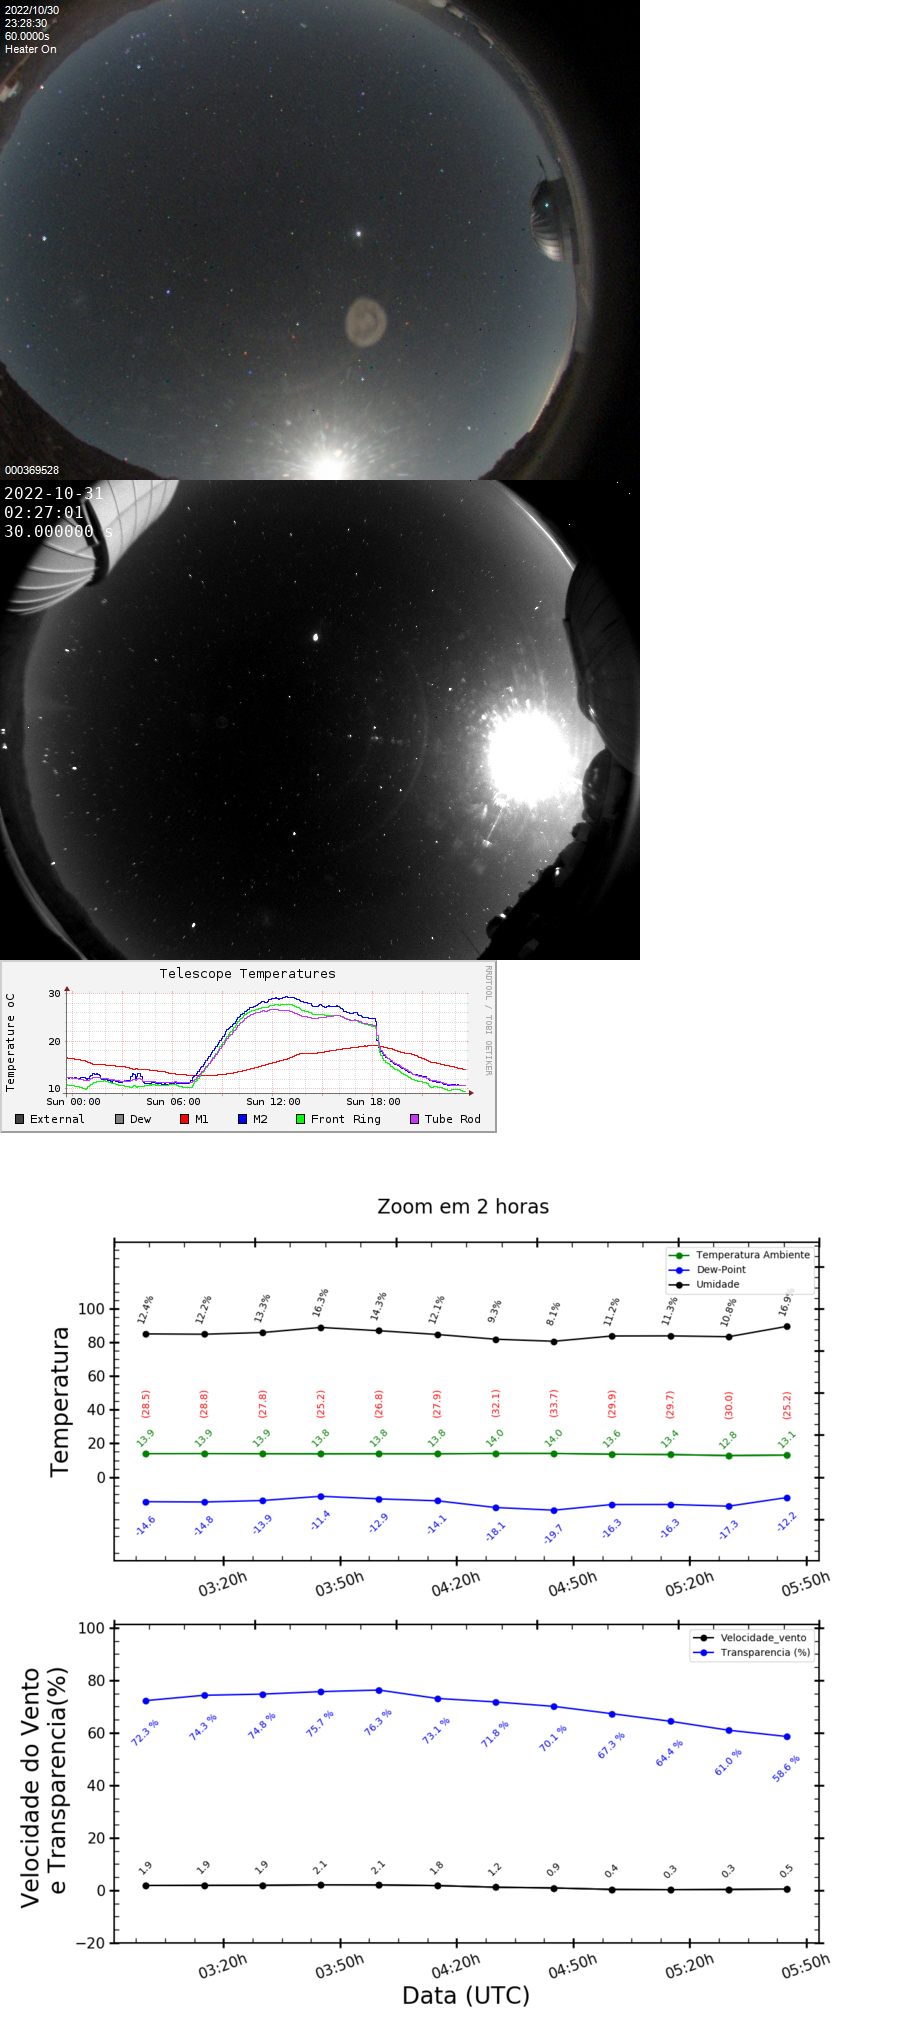 2022/10/30
23:28:30
60.0000s
Heater On
000369528
2022-10-31
02:27:01
30.000000 s
Telescope Temperatures
RRDTOOL / TOBI OETIKER
Temperature oC
30
20
10
Sun 00:00 Sun 06:00 Sun 12:00 Sun 18:00
External Dew M1 M2 Front Ring Tube Rod
Zoom em 2 horas
Temperatura Ambiente
Dew-Point
Umidade
12.4% 12.2% 13.3% 16.3% 14.3% 12.1% 9.3% 8.1% 11.2% 11.3% 10.8% 16.9%
Temperatura
100
80
60
40
20
0
(28.5) (28.8) (27.8) (25.2) (26.8) (27.9) (32.1) (33.7) (29.9) (29.7) (30.0) (25.2)
13.9 13.9 13.9 13.8 13.8 13.8 14.0 14.0 13.6 13.4 12.8 13.1
-14.6 -14.8 -13.9 -11.4 -12.9 -14.1 -18.1 -19.7 -16.3 -16.3 -17.3 -12.2
03:20h 03:50h 04:20h 04:50h 05:20h 05:50h
Velocidade_vento
Transparencia (%)
Velocidade do Vento
e Transparencia(%)
100
80
60
40
20
0
−20
72.3 % 74.3 % 74.8 % 75.7 % 76.3 % 73.1 % 71.8 % 70.1 % 67.3 % 64.4 % 61.0 % 58.6 %
1.9 1.9 1.9 2.1 2.1 1.8 1.2 0.9 0.4 0.3 0.3 0.5
03:20h 03:50h 04:20h 04:50h 05:20h 05:50h
Data (UTC)